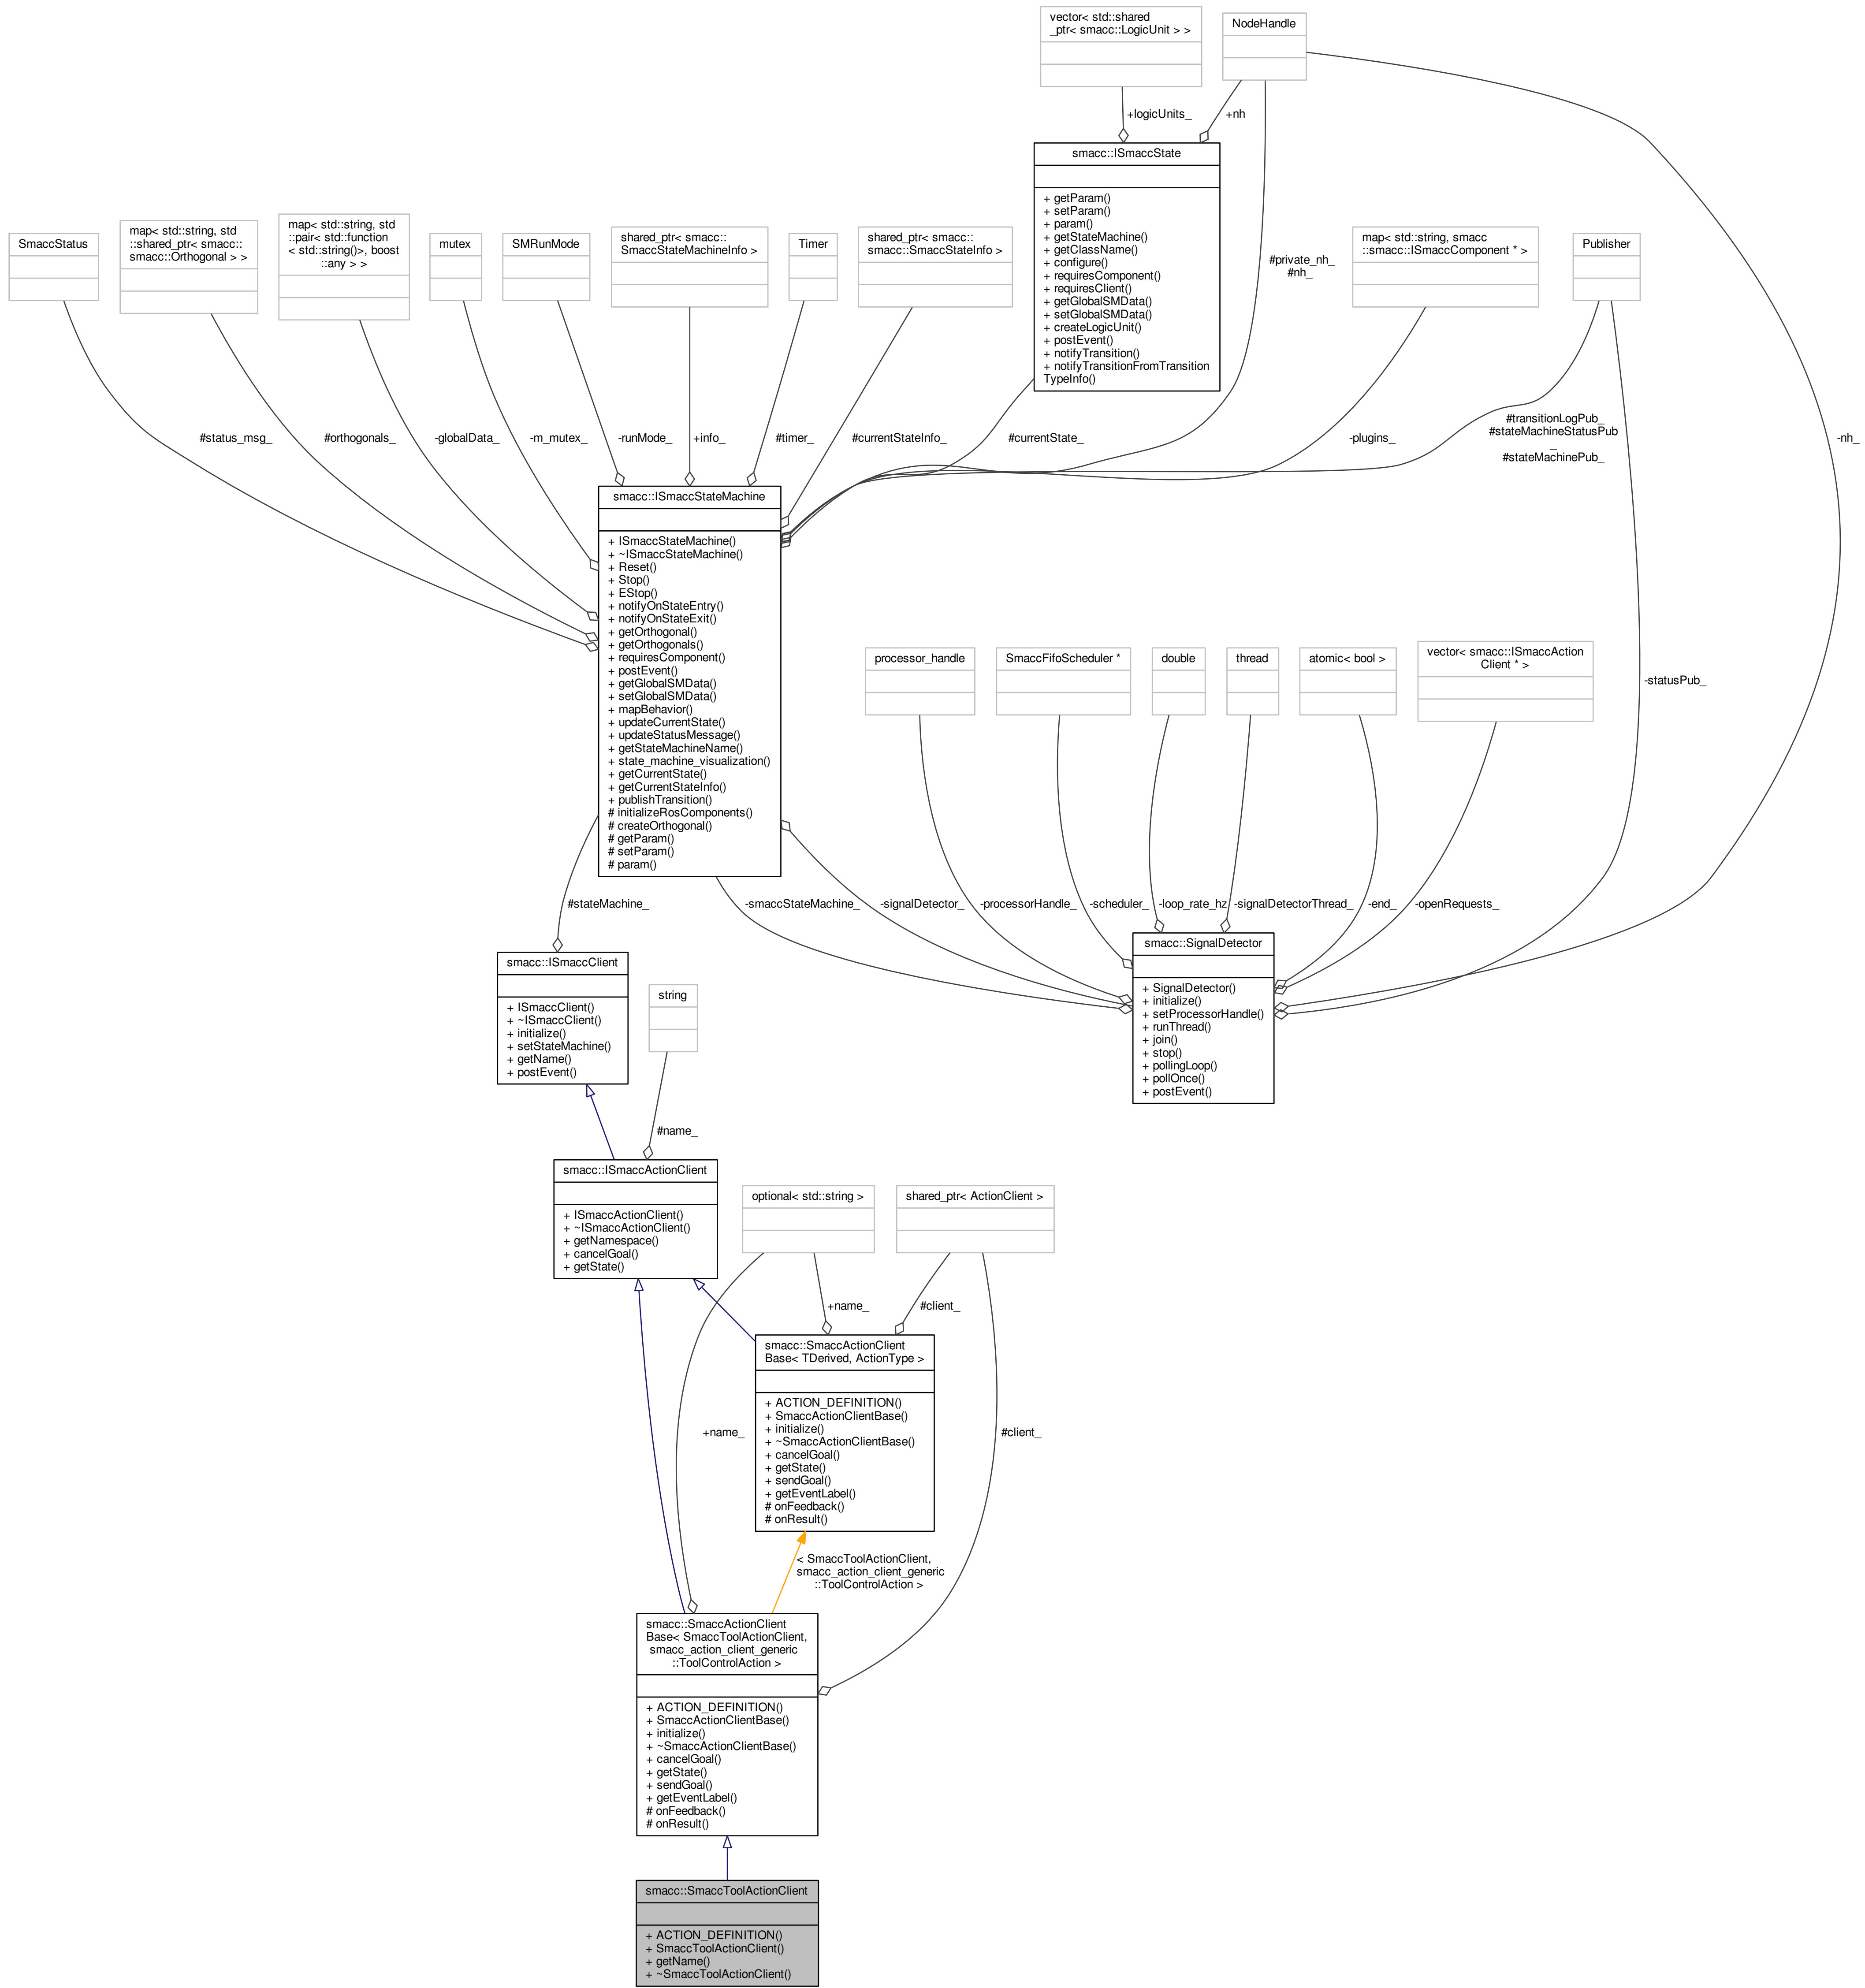 vector< std::shared
_ptr< smacc::LogicUnit > >
NodeHandle
+logicUnits_
+nh
smacc::ISmaccState
+ getParam()
+ setParam()
+ param()
+ getStateMachine()
+ getClassName()
+ configure()
+ requiresComponent()
+ requiresClient()
+ getGlobalSMData()
+ setGlobalSMData()
+ createLogicUnit()
+ postEvent()
+ notifyTransition()
+ notifyTransitionFromTransition
TypeInfo()
SmaccStatus
map< std::string, std
::shared_ptr< smacc::
smacc::Orthogonal > >
map< std::string, std
::pair< std::function
< std::string()>, boost
::any > >
mutex
SMRunMode
shared_ptr< smacc::
SmaccStateMachineInfo >
Timer
shared_ptr< smacc::
smacc::SmaccStateInfo >
#private_nh_
#nh_
map< std::string, smacc
::smacc::ISmaccComponent * >
Publisher
#status_msg_
#orthogonals_
-globalData_
-m_mutex_
-runMode_
+info_
#timer_
#currentStateInfo_
#currentState_
-plugins_
#transitionLogPub_
#stateMachineStatusPub
_
#stateMachinePub_
-nh_
smacc::ISmaccStateMachine
+ ISmaccStateMachine()
+ ~ISmaccStateMachine()
+ Reset()
+ Stop()
+ EStop()
+ notifyOnStateEntry()
+ notifyOnStateExit()
+ getOrthogonal()
+ getOrthogonals()
+ requiresComponent()
+ postEvent()
+ getGlobalSMData()
+ setGlobalSMData()
+ mapBehavior()
+ updateCurrentState()
+ updateStatusMessage()
+ getStateMachineName()
+ state_machine_visualization()
+ getCurrentState()
+ getCurrentStateInfo()
+ publishTransition()
# initializeRosComponents()
# createOrthogonal()
# getParam()
# setParam()
# param()
processor_handle
SmaccFifoScheduler *
double
thread
atomic< bool >
vector< smacc::ISmaccAction
Client * >
-statusPub_
#stateMachine_
-smaccStateMachine_
-signalDetector_
-processorHandle_
-scheduler_
-loop_rate_hz
-signalDetectorThread_
-end_
-openRequests_
smacc::SignalDetector
+ SignalDetector()
+ initialize()
+ setProcessorHandle()
+ runThread()
+ join()
+ stop()
+ pollingLoop()
+ pollOnce()
+ postEvent()
smacc::ISmaccClient
+ ISmaccClient()
+ ~ISmaccClient()
+ initialize()
+ setStateMachine()
+ getName()
+ postEvent()
string
#name_
smacc::ISmaccActionClient
+ ISmaccActionClient()
+ ~ISmaccActionClient()
+ getNamespace()
+ cancelGoal()
+ getState()
optional< std::string >
shared_ptr< ActionClient >
+name_
#client_
smacc::SmaccActionClient
Base< TDerived, ActionType >
+ ACTION_DEFINITION()
+ SmaccActionClientBase()
+ initialize()
+ ~SmaccActionClientBase()
+ cancelGoal()
+ getState()
+ sendGoal()
+ getEventLabel()
# onFeedback()
# onResult()
+name_
#client_
< SmaccToolActionClient,
smacc_action_client_generic
::ToolControlAction >
smacc::SmaccActionClient
Base< SmaccToolActionClient,
smacc_action_client_generic
::ToolControlAction >
+ ACTION_DEFINITION()
+ SmaccActionClientBase()
+ initialize()
+ ~SmaccActionClientBase()
+ cancelGoal()
+ getState()
+ sendGoal()
+ getEventLabel()
# onFeedback()
# onResult()
smacc::SmaccToolActionClient
+ ACTION_DEFINITION()
+ SmaccToolActionClient()
+ getName()
+ ~SmaccToolActionClient()